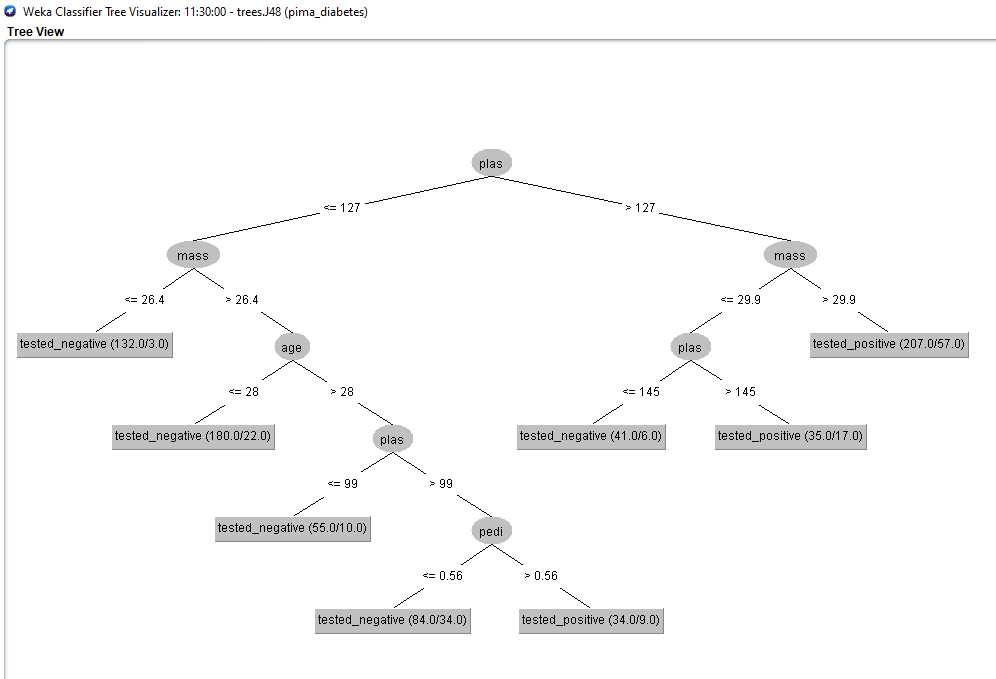 Weka Classifier Tree Visualizer: 11:30:00 - trees.J48 (pima_diabetes)
Tree View
plas
<= 127
> 127
mass
mass
<= 26.4
> 26.4
<= 29.9
> 29.9
tested_negative (132.0/3.0)
age
plas
tested_positive (207.0/57.0)
<= 28
> 28
<= 145
> 145
tested_negative (180.0/22.0)
plas
tested_negative (41.0/6.0)
tested_positive (35.0/17.0)
<= 99
> 99
tested_negative (55.0/10.0)
pedi
<= 0.56
> 0.56
tested_negative (84.0/34.0)
tested_positive (34.0/9.0)